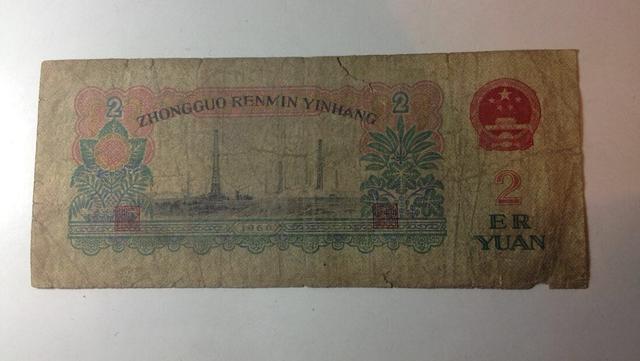 2 2
ZHONGGUO RENMIN YINHANG
1960
2
ER
YUAN